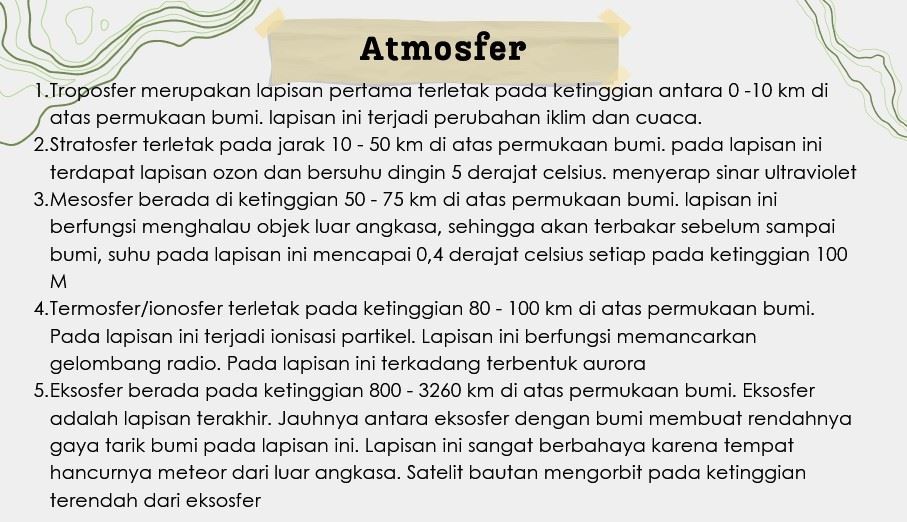 Atmosfer
1.Troposfer merupakan lapisan pertama terletak pada ketinggian antara 0 -10 km di
atas permukaan bumi. lapisan ini terjadi perubahan iklim dan cuaca.
2.Stratosfer terletak pada jarak 10 - 50 km di atas permukaan bumi. pada lapisan ini
terdapat lapisan ozon dan bersuhu dingin 5 derajat celsius. menyerap sinar ultraviolet
3.Mesosfer berada di ketinggian 50 - 75 km di atas permukaan bumi. lapisan ini
berfungsi menghalau objek luar angkasa, sehingga akan terbakar sebelum sampai
bumi, suhu pada lapisan ini mencapai 0,4 derajat celsius setiap pada ketinggian 100
M
4.Termosfer/ionosfer terletak pada ketinggian 80 - 100 km di atas permukaan bumi.
Pada lapisan ini terjadi ionisasi partikel. Lapisan ini berfungsi memancarkan
gelombang radio. Pada lapisan ini terkadang terbentuk aurora
5.Eksosfer berada pada ketinggian 800 - 3260 km di atas permukaan bumi. Eksosfer
adalah lapisan terakhir. Jauhnya antara eksosfer dengan bumi membuat rendahnya
gaya tarik bumi pada lapisan ini. Lapisan ini sangat berbahaya karena tempat
hancurnya meteor dari luar angkasa. Satelit bautan mengorbit pada ketinggian
terendah dari eksosfer